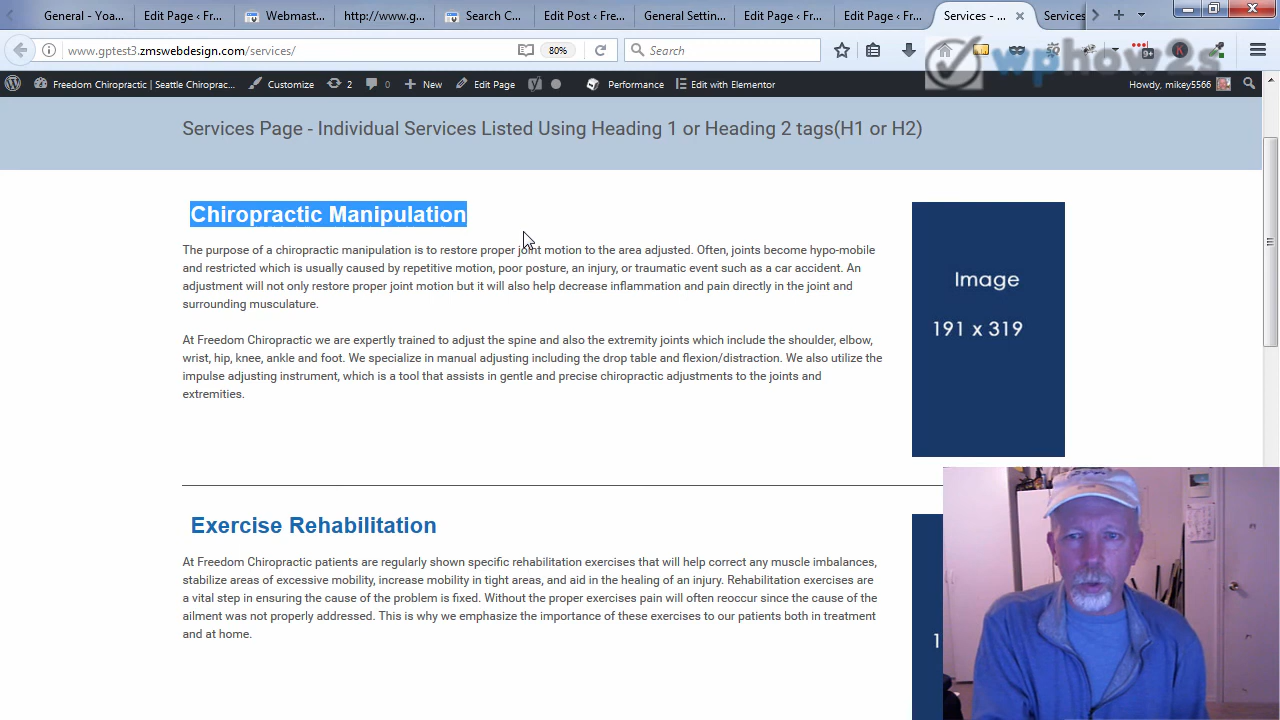 General - Yoa...
Edit Page ‹ Fr...
Webmast...
http://www.g...
Search C...
Edit Post ‹ Fre...
General Settin...
Edit Page ‹ Fr...
Edit Page ‹ Fr...
Services - ...
Services
www.gptest3.zmswebdesign.com/services/
80%
Search
9+
K
wphow2s
Freedom Chiropractic | Seattle Chiroprac...
Customize
2
0
New
Edit Page
Performance
Edit with Elementor
Howdy, mikey5566
Services Page - Individual Services Listed Using Heading 1 or Heading 2 tags(H1 or H2)
Chiropractic Manipulation
The purpose of a chiropractic manipulation is to restore proper joint motion to the area adjusted. Often, joints become hypo-mobile
and restricted which is usually caused by repetitive motion, poor posture, an injury, or traumatic event such as a car accident. An
adjustment will not only restore proper joint motion but it will also help decrease inflammation and pain directly in the joint and
surrounding musculature.
At Freedom Chiropractic we are expertly trained to adjust the spine and also the extremity joints which include the shoulder, elbow,
wrist, hip, knee, ankle and foot. We specialize in manual adjusting including the drop table and flexion/distraction. We also utilize the
impulse adjusting instrument, which is a tool that assists in gentle and precise chiropractic adjustments to the joints and
extremities.
Image
191 x 319
Exercise Rehabilitation
At Freedom Chiropractic patients are regularly shown specific rehabilitation exercises that will help correct any muscle imbalances,
stabilize areas of excessive mobility, increase mobility in tight areas, and aid in the healing of an injury. Rehabilitation exercises are
a vital step in ensuring the cause of the problem is fixed. Without the proper exercises pain will often reoccur since the cause of the
ailment was not properly addressed. This is why we emphasize the importance of these exercises to our patients both in treatment
and at home.
1